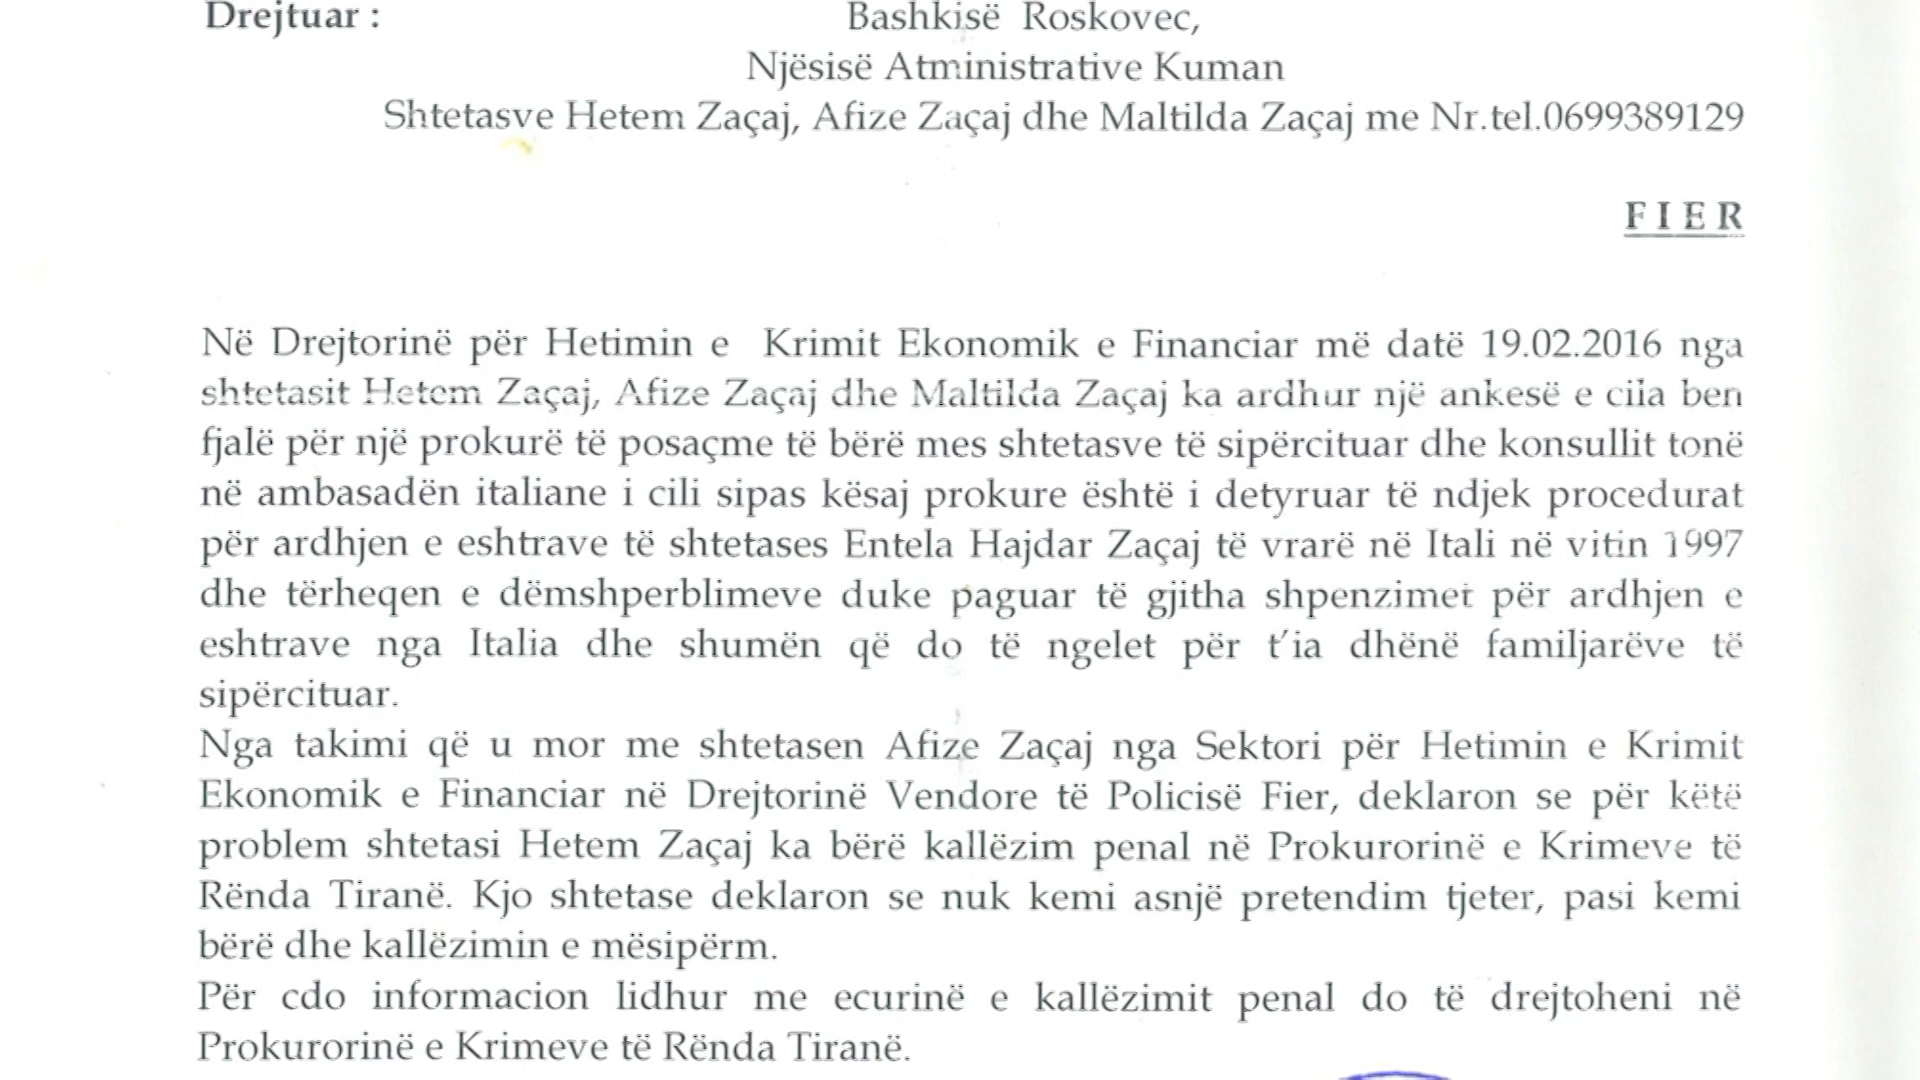 Drejtuar :
Bashkisë Roskovec,
Njësisë Atministrative Kuman
Shtetasve Hetem Zaçaj, Afize Zaçaj dhe Maltilda Zaçaj me Nr.tel.0699389129
FIER
Në Drejtorinë për Hetimin e Krimit Ekonomik e Financiar më datë 19.02.2016 nga
shtetasit Hetem Zaçaj, Afize Zaçaj dhe Maltilda Zaçaj ka ardhur një ankesë e cila ben
fjalë për një prokurë të posaçme të bërë mes shtetasve të sipërcituar dhe konsullit tonë
në ambasadën italiane i cili sipas kësaj prokure është i detyruar të ndjek procedurat
për ardhjen e eshtrave të shtetases Entela Hajdar Zaçaj të vrarë në Itali në vitin 1997
dhe tërheqen e dëmshperblimeve duke paguar të gjitha shpenzimet për ardhjen e
eshtrave nga Italia dhe shumën që do të ngelet për t'ia dhënë familjarëve të
sipërcituar.
Nga takimi që u mor me shtetasen Afize Zaçaj nga Sektori për Hetimin e Krimit
Ekonomik e Financiar në Drejtorinë Vendore të Policisë Fier, deklaron se për këtë
problem shtetasi Hetem Zaçaj ka bërë kallëzim penal në Prokurorinë e Krimeve të
Rënda Tiranë. Kjo shtetase deklaron se nuk kemi asnjë pretendim tjeter, pasi kemi
bërë dhe kallëzimin e mësipërm.
Për cdo informacion lidhur me ecurinë e kallëzimit penal do të drejtoheni në
Prokurorinë e Krimeve të Rënda Tiranë.